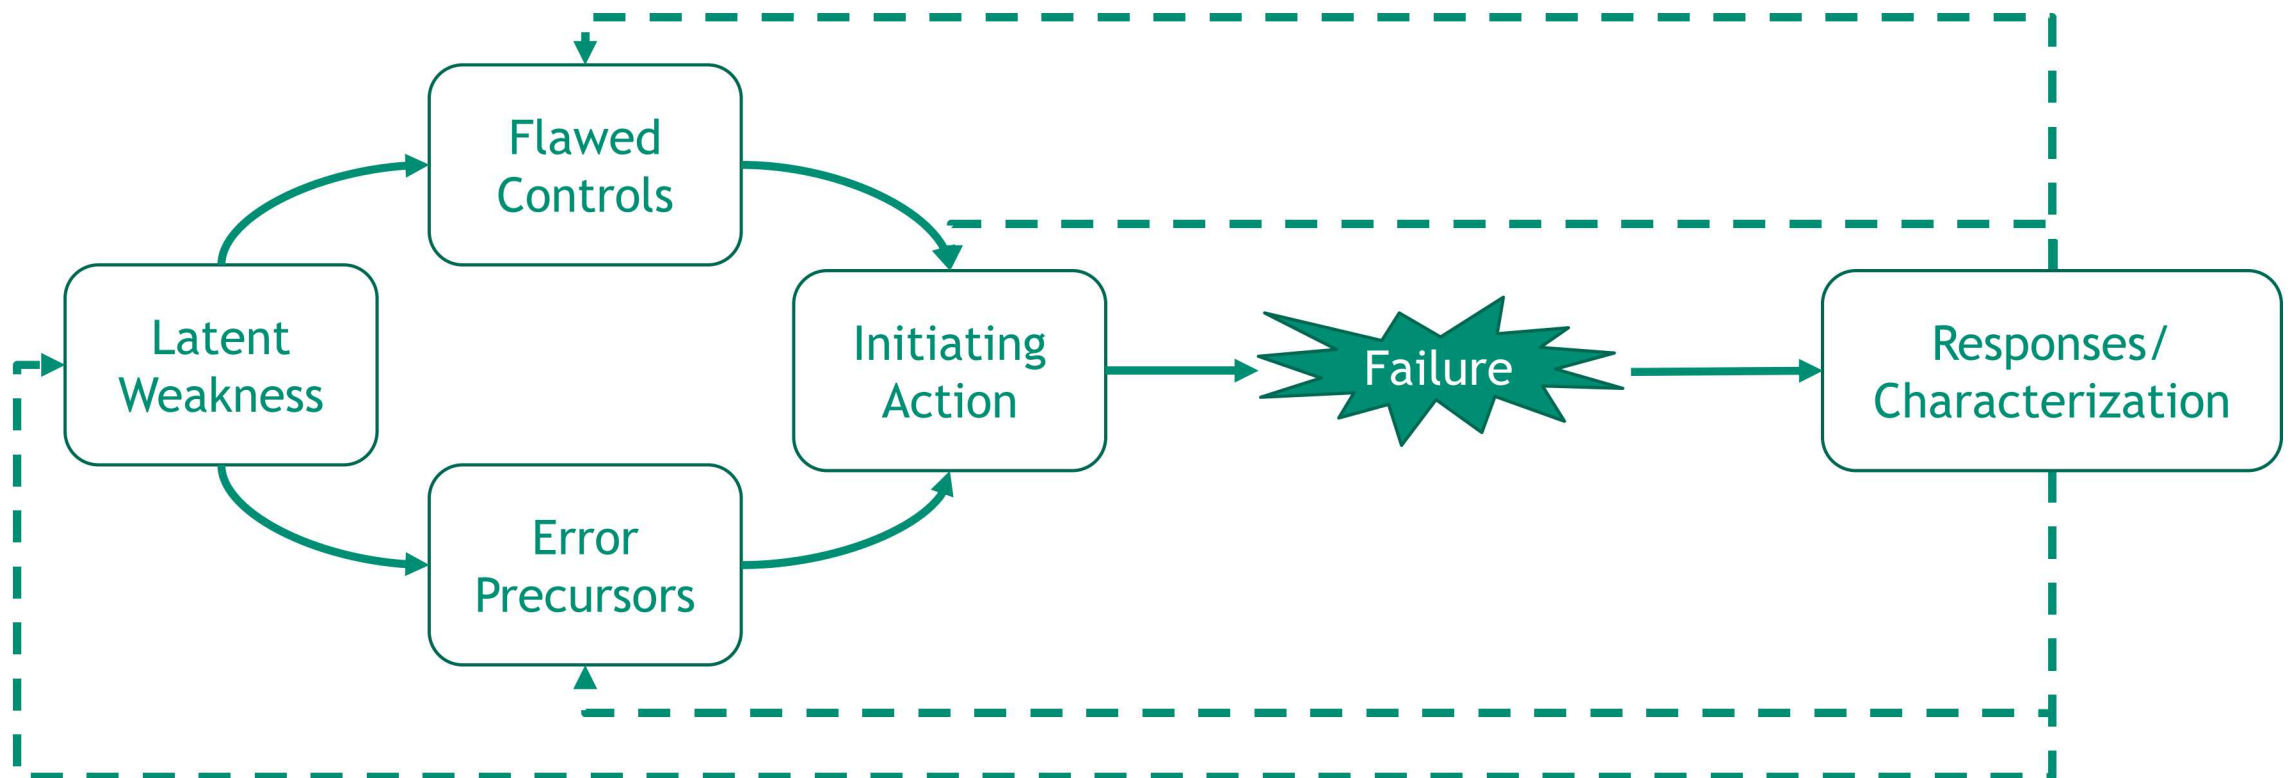 Flawed
Controls
Latent
Weakness
Initiating
Action
Failure
Responses/
Characterization
Error
Precursors